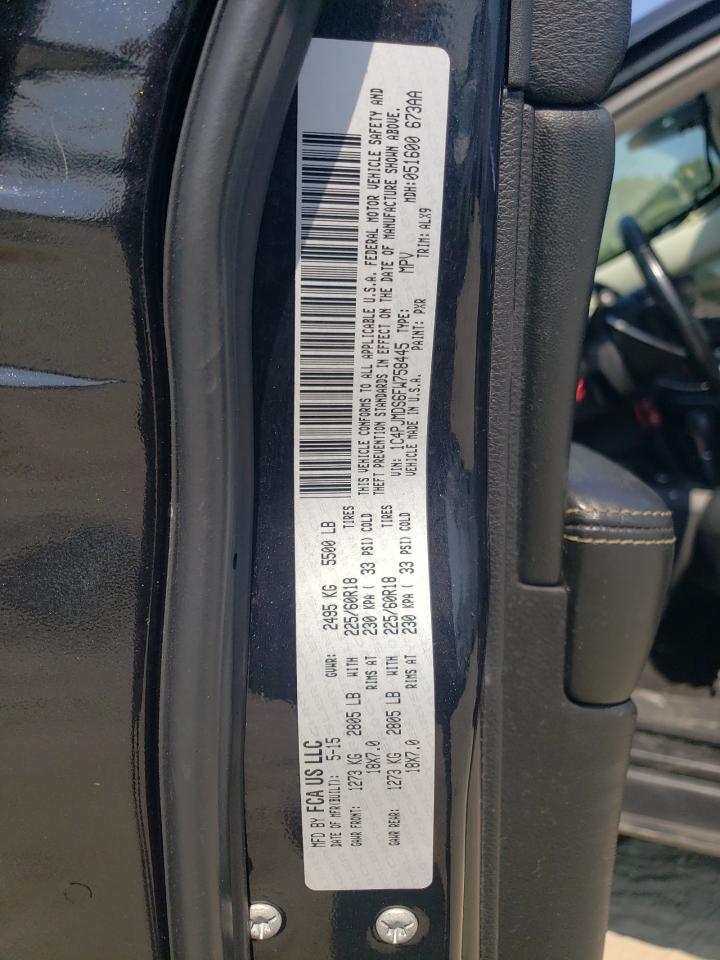 MFD BY FCA US LLC
DATE OF MFR(BUILT): 5-15 GVWR: 2495 KG 5500 LB
GAWR FRONT: 1273 KG 2805 LB WITH 225/60R18 TIRES
18X7.0 RIMS AT 230 KPA ( 33 PSI) COLD
GAWR REAR: 1273 KG 2805 LB WITH 225/60R18 TIRES
18X7.0 RIMS AT 230 KPA ( 33 PSI) COLD
THIS VEHICLE CONFORMS TO ALL APPLICABLE U.S.A. FEDERAL MOTOR VEHICLE SAFETY AND
THEFT PREVENTION STANDARDS IN EFFECT ON THE DATE OF MANUFACTURE SHOWN ABOVE.
VIN: 1C4PJMDS6FW758445 TYPE: MPV MDH:051600 673AA
VEHICLE MADE IN U.S.A. PAINT: PXR TRIM: ALX9